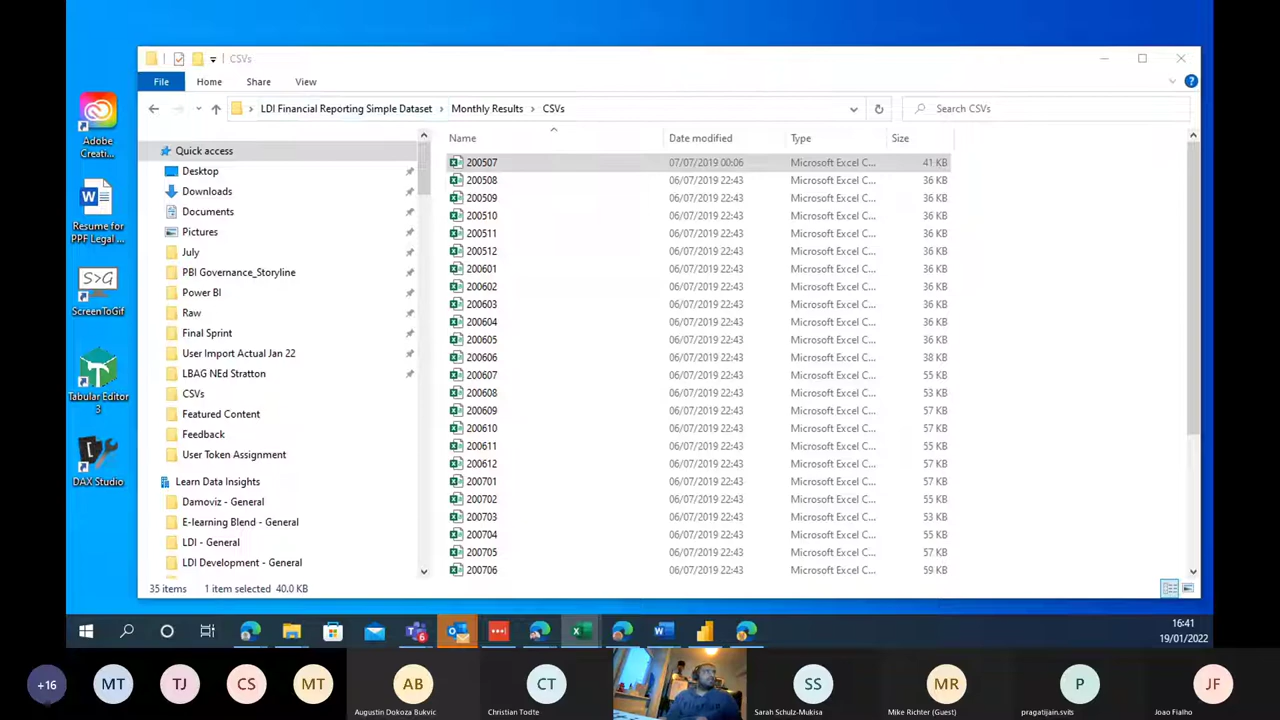 CSVs
File Home Share View
LDI Financial Reporting Simple Dataset > Monthly Results > CSVs
Search CSVs
Name Date modified Type Size
Quick access
Desktop
Downloads
Documents
Pictures
July
PBI Governance_Storyline
Power BI
Raw
Final Sprint
User Import Actual Jan 22
LBAG NEd Stratton
CSVs
Featured Content
Feedback
User Token Assignment
Learn Data Insights
Damoviz - General
E-learning Blend - General
LDI - General
LDI Development - General
200507 07/07/2019 00:06 Microsoft Excel C... 41 KB
200508 06/07/2019 22:43 Microsoft Excel C... 36 KB
200509 06/07/2019 22:43 Microsoft Excel C... 36 KB
200510 06/07/2019 22:43 Microsoft Excel C... 36 KB
200511 06/07/2019 22:43 Microsoft Excel C... 36 KB
200512 06/07/2019 22:43 Microsoft Excel C... 36 KB
200601 06/07/2019 22:43 Microsoft Excel C... 36 KB
200602 06/07/2019 22:43 Microsoft Excel C... 36 KB
200603 06/07/2019 22:43 Microsoft Excel C... 36 KB
200604 06/07/2019 22:43 Microsoft Excel C... 36 KB
200605 06/07/2019 22:43 Microsoft Excel C... 36 KB
200606 06/07/2019 22:43 Microsoft Excel C... 38 KB
200607 06/07/2019 22:43 Microsoft Excel C... 55 KB
200608 06/07/2019 22:43 Microsoft Excel C... 53 KB
200609 06/07/2019 22:43 Microsoft Excel C... 57 KB
200610 06/07/2019 22:43 Microsoft Excel C... 57 KB
200611 06/07/2019 22:43 Microsoft Excel C... 55 KB
200612 06/07/2019 22:43 Microsoft Excel C... 57 KB
200701 06/07/2019 22:43 Microsoft Excel C... 57 KB
200702 06/07/2019 22:43 Microsoft Excel C... 55 KB
200703 06/07/2019 22:43 Microsoft Excel C... 53 KB
200704 06/07/2019 22:43 Microsoft Excel C... 57 KB
200705 06/07/2019 22:43 Microsoft Excel C... 57 KB
200706 06/07/2019 22:43 Microsoft Excel C... 59 KB
35 items 1 item selected 40.0 KB
Adobe
Creati...
Resume for
PPF Legal ...
S>G
ScreenToGif
Tabular Editor
3
DAX Studio
6
16:41
19/01/2022
+16 MT TJ CS MT AB CT SS MR P JF
Augustin Dokoza Bukvic Christian Todte Sarah Schulz-Mukisa Mike Richter (Guest) pragatijain.svits Joao Fialho